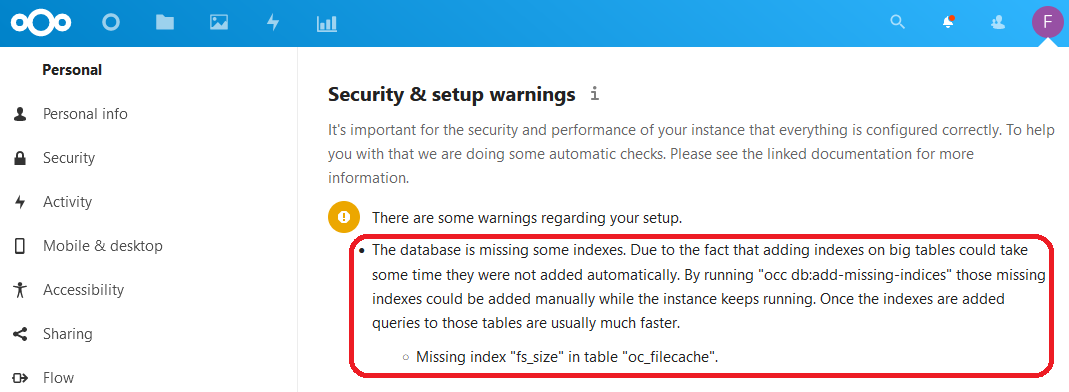 F
Personal
Personal info
Security
Activity
Mobile & desktop
Accessibility
Sharing
Flow
Security & setup warnings i
It's important for the security and performance of your instance that everything is configured correctly. To help
you with that we are doing some automatic checks. Please see the linked documentation for more
information.
There are some warnings regarding your setup.
The database is missing some indexes. Due to the fact that adding indexes on big tables could take
some time they were not added automatically. By running "occ db:add-missing-indices" those missing
indexes could be added manually while the instance keeps running. Once the indexes are added
queries to those tables are usually much faster.
Missing index "fs_size" in table "oc_filecache".